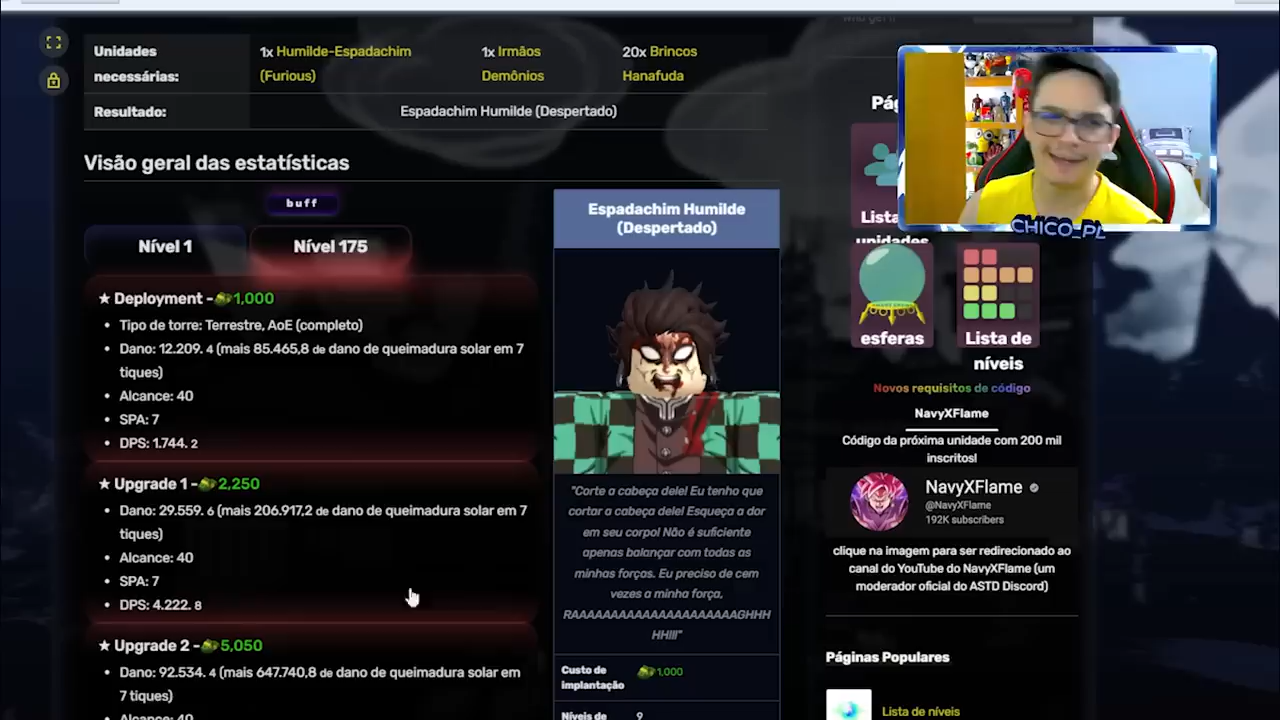 Unidades
necessárias:
1x Humilde-Espadachim
(Furious)
1x Irmãos
Demônios
20x Brincos
Hanafuda
Resultado:
Espadachim Humilde (Despertado)
Visão geral das estatísticas
buff
Nível 1
Nível 175
★ Deployment - 1,000
• Tipo de torre: Terrestre, AoE (completo)
• Dano: 12.209. 4 (mais 85.465,8 de dano de queimadura solar em 7
tiques)
• Alcance: 40
• SPA: 7
• DPS: 1.744. 2
★ Upgrade 1 - 2,250
• Dano: 29.559. 6 (mais 206.917,2 de dano de queimadura solar em 7
tiques)
• Alcance: 40
• SPA: 7
• DPS: 4.222. 8
★ Upgrade 2 - 5,050
• Dano: 92.534. 4 (mais 647.740,8 de dano de queimadura solar em
7 tiques)
• Alcance: 40
Espadachim Humilde
(Despertado)
"Corte a cabeça dele! Eu tenho que
cortar a cabeça dele! Esqueça a dor
em seu corpo! Não é suficiente
apenas balançar com todas as
minhas forças. Eu preciso de cem
vezes a minha força,
RAAAAAAAAAAAAAAAAAAAAGHHH
HH!!!"
Custo de
implantação
1,000
Níveis de
9
Pág
CHICO_PL
Lista
unidades
esferas
Lista de
níveis
Novos requisitos de código
NavyXFlame
Código da próxima unidade com 200 mil
inscritos!
NavyXFlame
@NavyXFlame
192K subscribers
clique na imagem para ser redirecionado ao
canal do YouTube do NavyXFlame (um
moderador oficial do ASTD Discord)
Páginas Populares
Lista de níveis